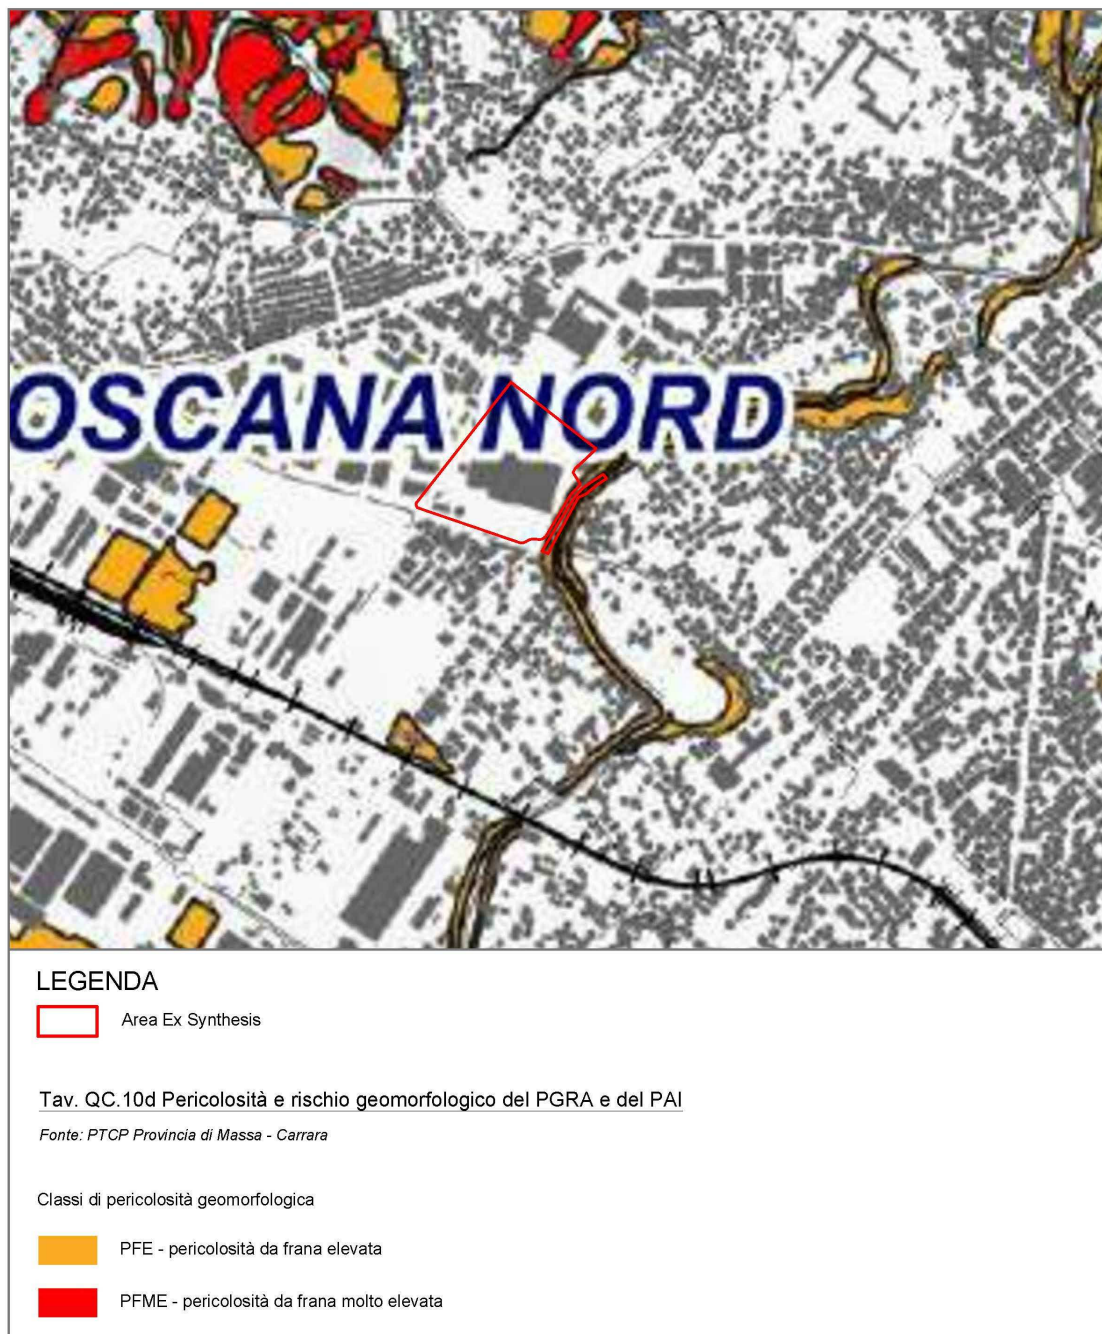 OSCANA NORD
LEGENDA
Area Ex Synthesis
Tav. QC.10d Pericolosità e rischio geomorfologico del PGRA e del PAI
Fonte: PTCP Provincia di Massa - Carrara
Classi di pericolosità geomorfologica
PFE - pericolosità da frana elevata
PFME - pericolosità da frana molto elevata